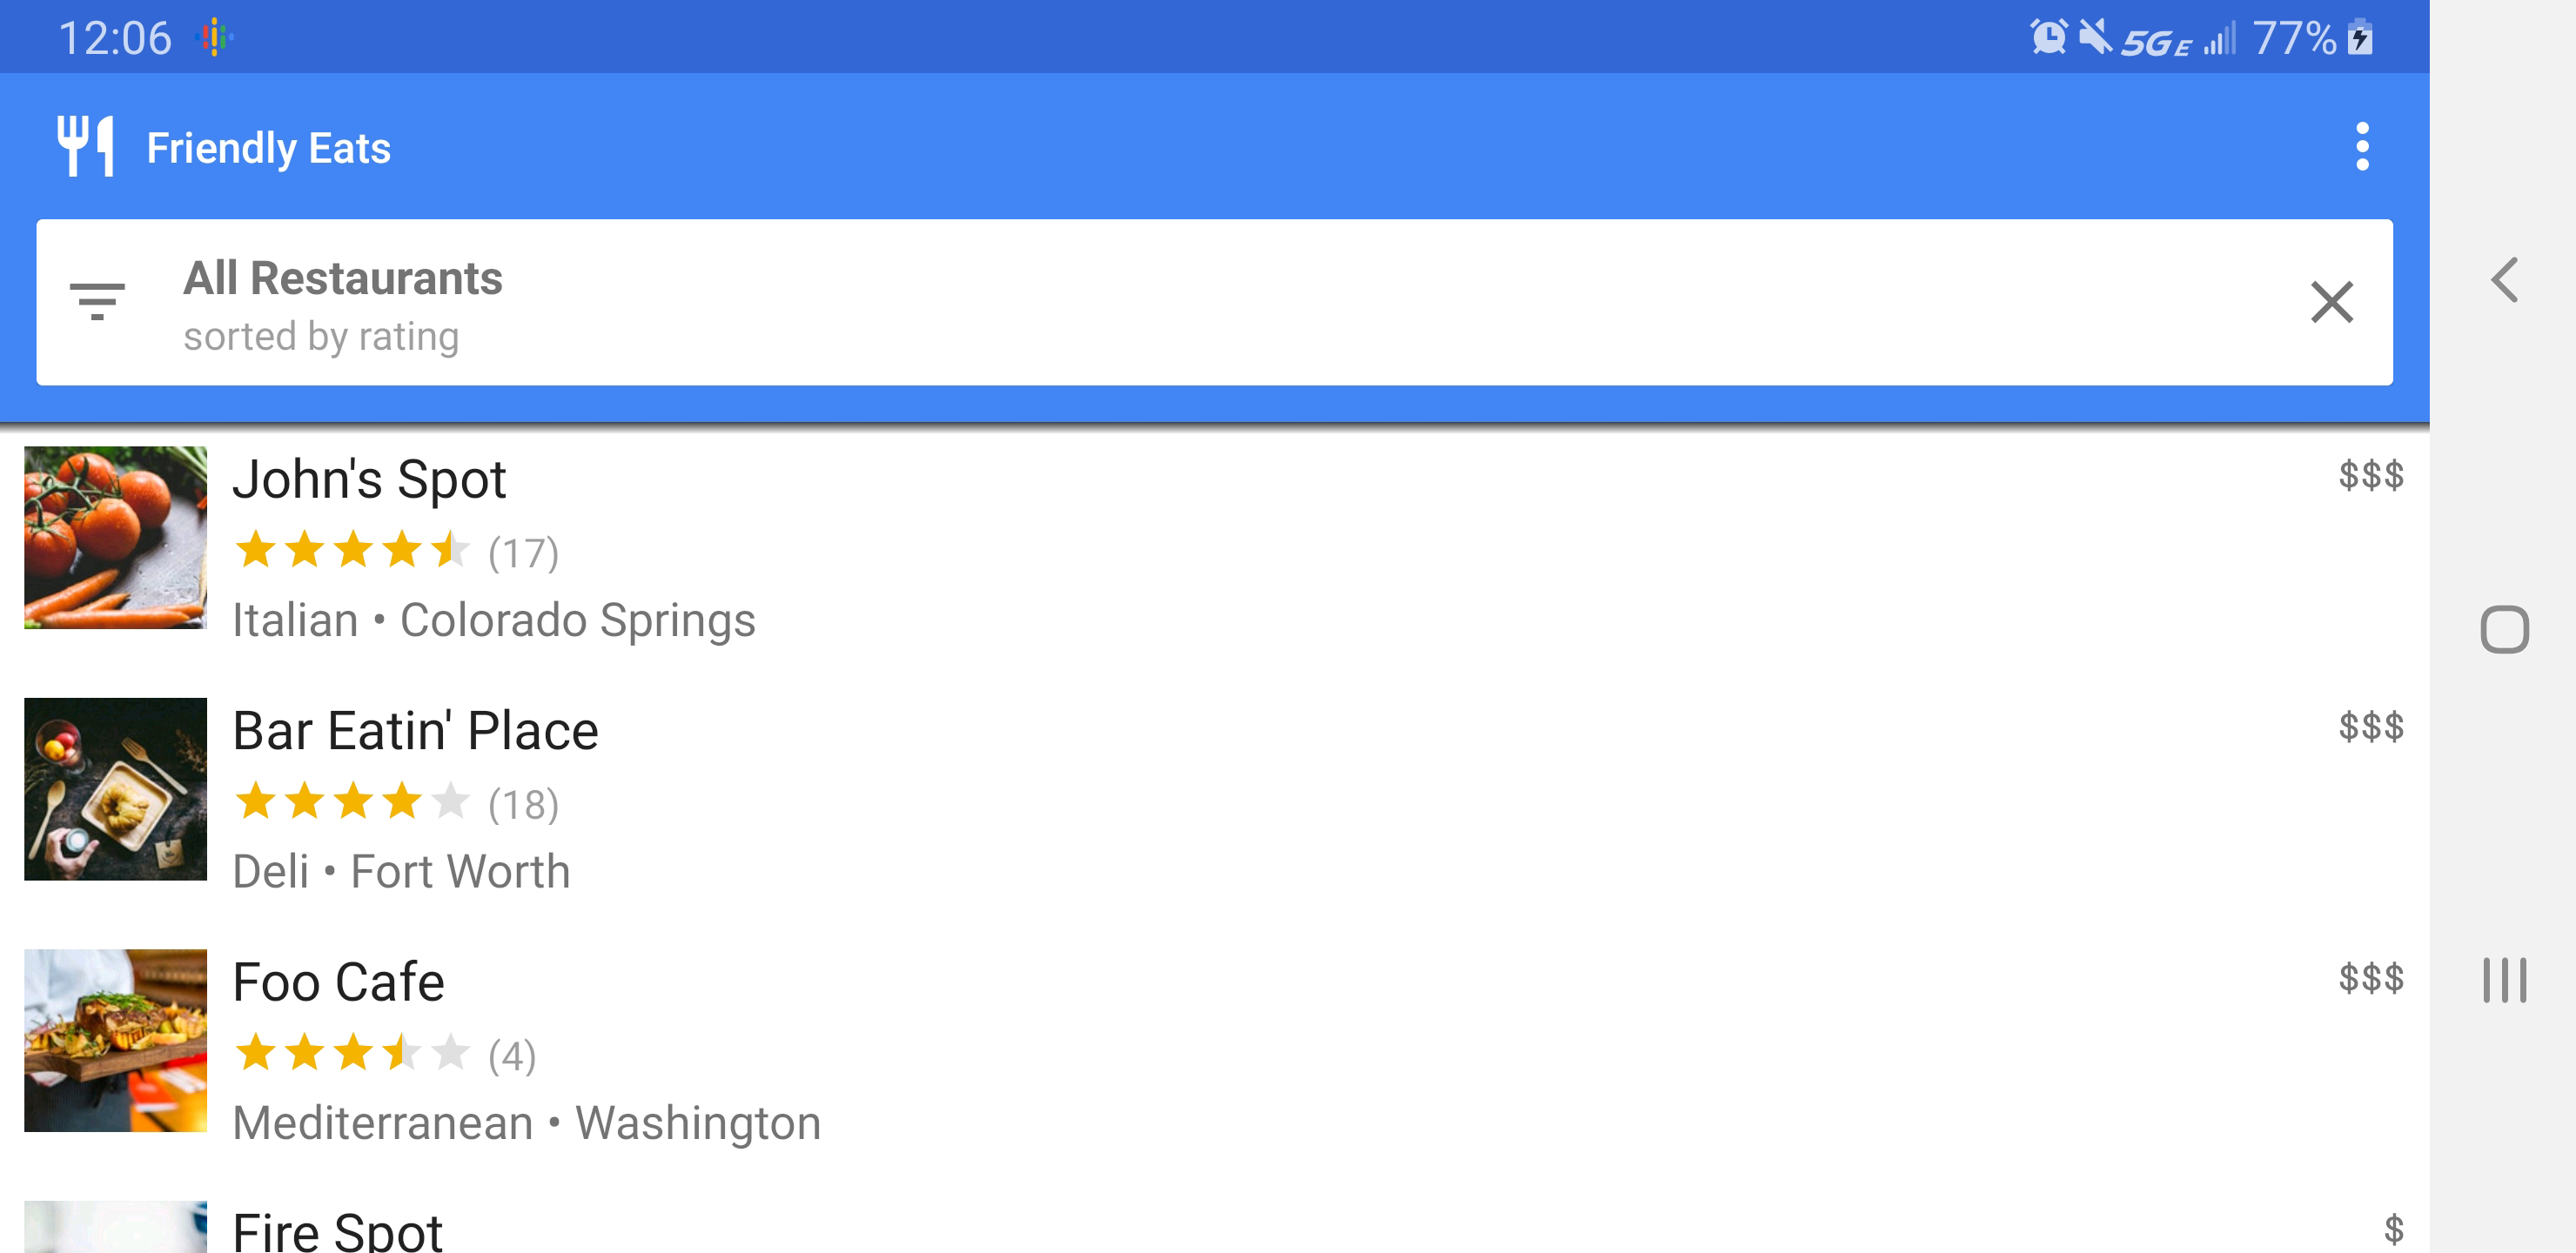 12:06 5G E 77%
Friendly Eats
All Restaurants
sorted by rating
John's Spot $$$
(17)
Italian • Colorado Springs
Bar Eatin' Place $$$
(18)
Deli • Fort Worth
Foo Cafe $$$
(4)
Mediterranean • Washington
Fire Spot $